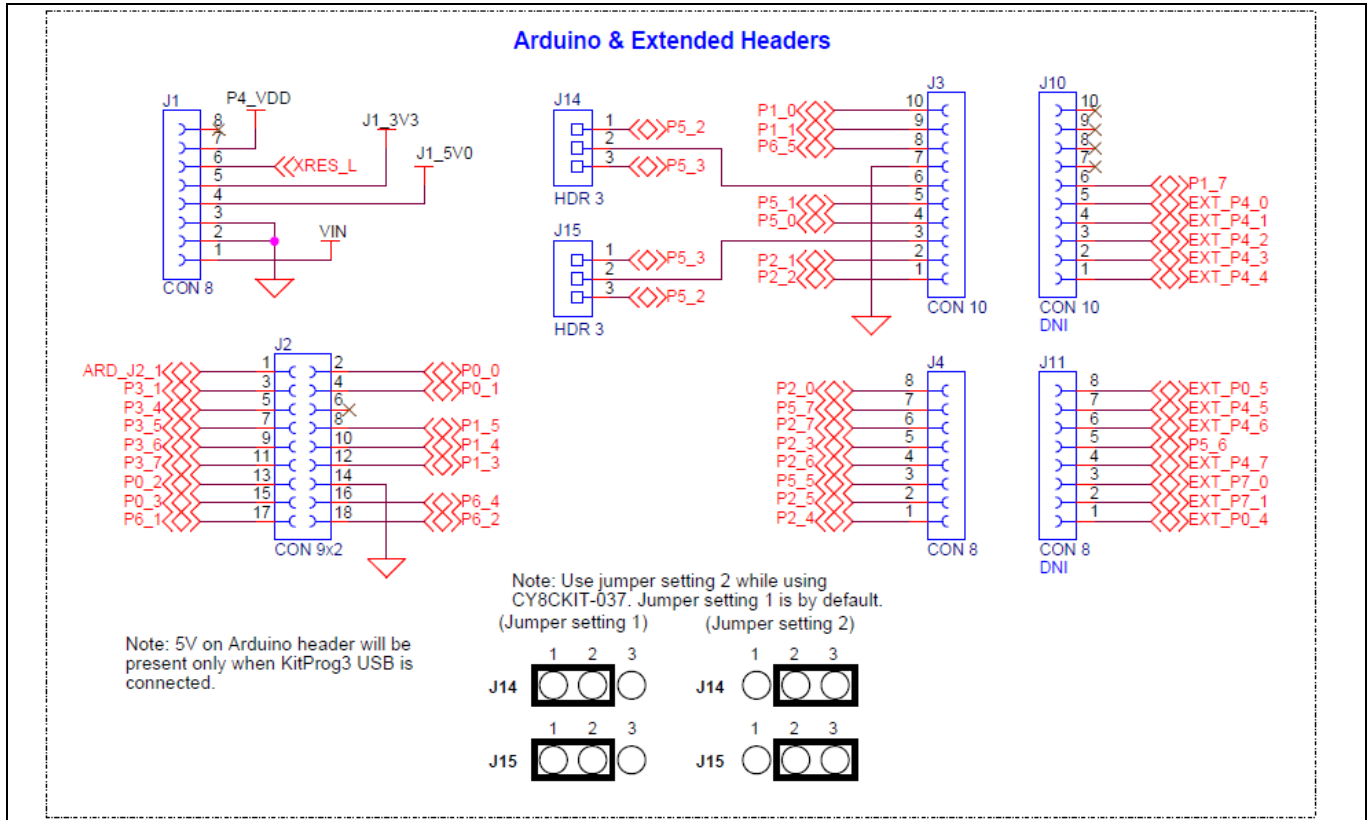 Arduino & Extended Headers
J1
P4_VDD
8
7
6
5
4
3
2
1
XRES_L
J1_3V3
J1_5V0
VIN
CON 8
J14
1
2
3
P5_2
P5_3
HDR 3
J15
1
2
3
P5_3
P5_2
HDR 3
J3
P1_0 10
P1_1 9
P6_5 8
7
6
P5_1 5
P5_0 4
3
P2_1 2
P2_2 1
CON 10
J10
10
9
8
7
6 P1_7
5 EXT_P4_0
4 EXT_P4_1
3 EXT_P4_2
2 EXT_P4_3
1 EXT_P4_4
CON 10
DNI
J2
ARD_J2_1 1 2 P0_0
P3_1 3 4 P0_1
P3_4 5 6
P3_5 7 8 P1_5
P3_6 9 10 P1_4
P3_7 11 12 P1_3
P0_2 13 14
P0_3 15 16 P6_4
P6_1 17 18 P6_2
CON 9x2
J4
P2_0 8
P5_7 7
P2_7 6
P2_3 5
P2_6 4
P5_5 3
P2_5 2
P2_4 1
CON 8
J11
8 EXT_P0_5
7 EXT_P4_5
6 EXT_P4_6
5 P5_6
4 EXT_P4_7
3 EXT_P7_0
2 EXT_P7_1
1 EXT_P0_4
CON 8
DNI
Note: 5V on Arduino header will be
present only when KitProg3 USB is
connected.
Note: Use jumper setting 2 while using
CY8CKIT-037. Jumper setting 1 is by default.
(Jumper setting 1) (Jumper setting 2)
1 2 3 1 2 3
J14 J14
1 2 3 1 2 3
J15 J15